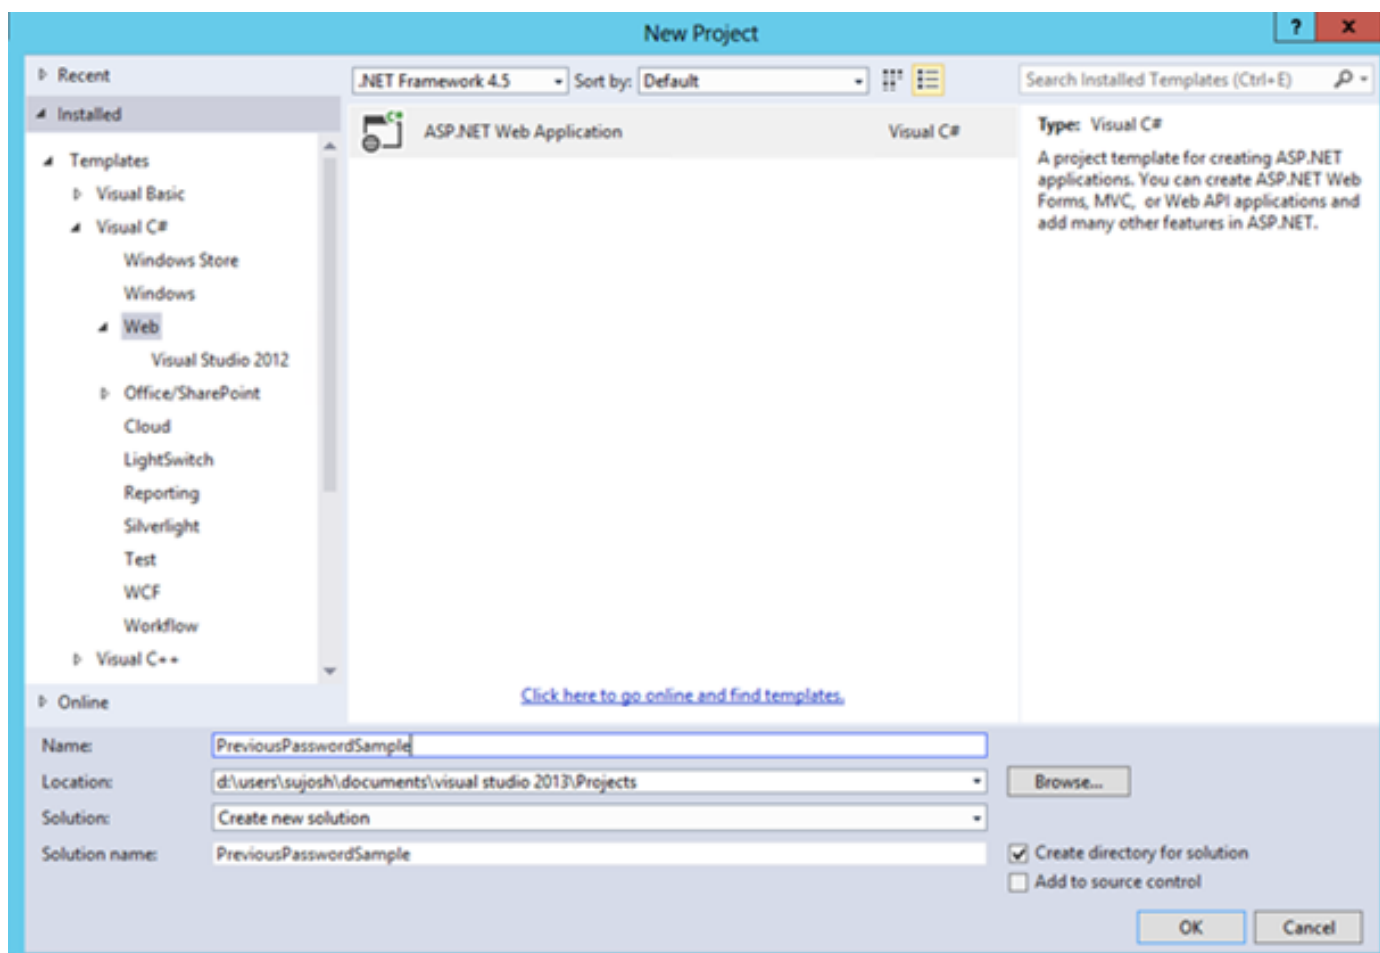 New Project
? x
Recent
.NET Framework 4.5 Sort by: Default
Search Installed Templates (Ctrl+E)
Installed
Templates
Visual Basic
Visual C#
Windows Store
Windows
Web
Visual Studio 2012
Office/SharePoint
Cloud
LightSwitch
Reporting
Silverlight
Test
WCF
Workflow
Visual C++
Online
C#
ASP.NET Web Application Visual C#
Click here to go online and find templates.
Type: Visual C#
A project template for creating ASP.NET
applications. You can create ASP.NET Web
Forms, MVC, or Web API applications and
add many other features in ASP.NET.
Name: PreviousPasswordSample
Location: d:\users\sujosh\documents\visual studio 2013\Projects
Browse...
Solution: Create new solution
Solution name: PreviousPasswordSample
Create directory for solution
Add to source control
OK Cancel